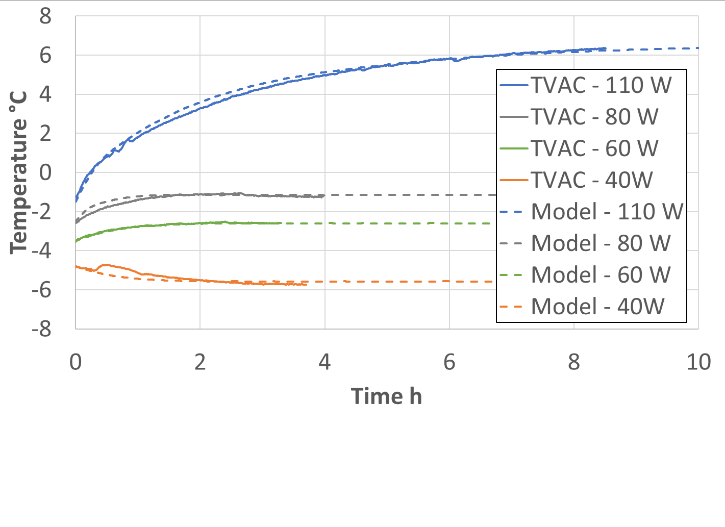 8
6
4
2
0
-2
-4
-6
-8
Temperature °C
0 2 4 6 8 10
Time h
TVAC - 110 W
TVAC - 80 W
TVAC - 60 W
TVAC - 40W
Model - 110 W
Model - 80 W
Model - 60 W
Model - 40W